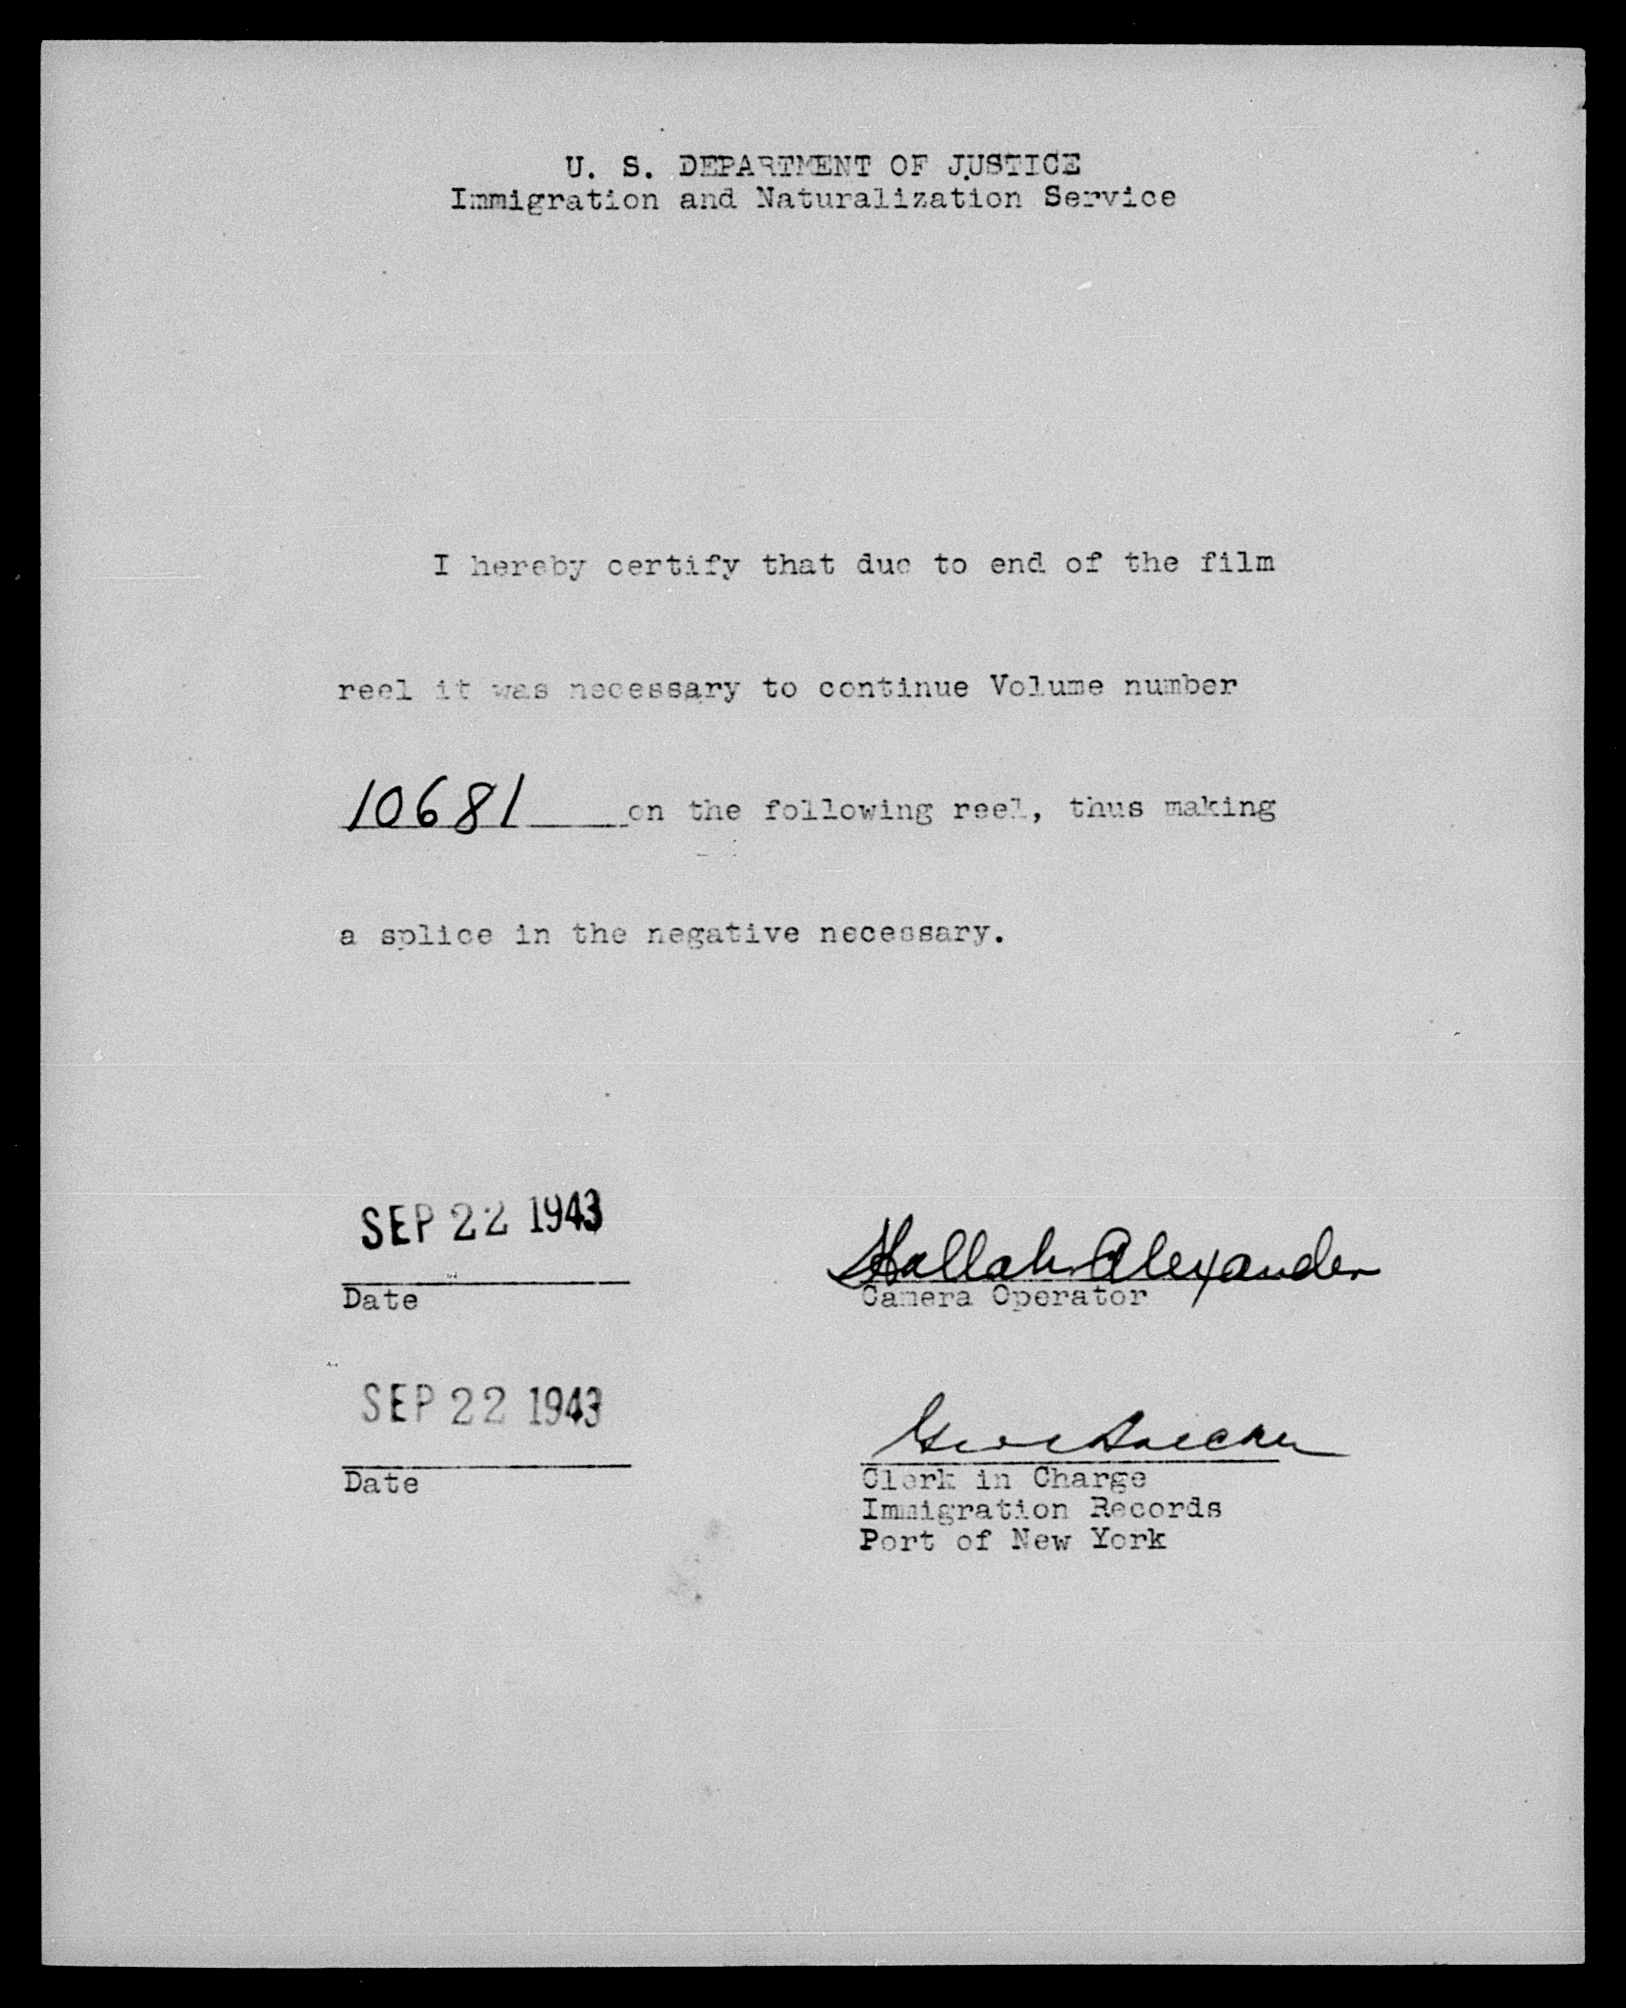 U. S. DEPARTMENT OF JUSTICE
Immigration and Naturalization Service
I hereby certify that due to end of the film
reel it was necessary to continue Volume number
10681 on the following reel, thus making
a splice in the negative necessary.
SEP 22 1943
Hallah Alexander
Date
Camera Operator
SEP 22 1943
Date
Clerk in Charge
Immigration Records
Port of New York